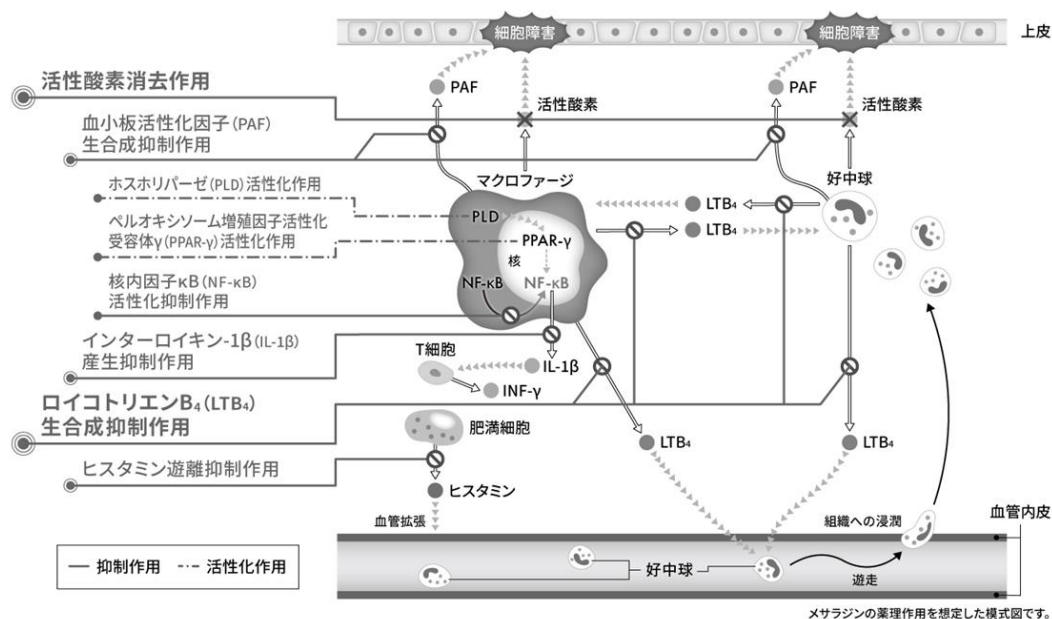 細胞障害
細胞障害
上皮
活性酸素消去作用
PAF
PAF
活性酸素
活性酸素
血小板活性化因子(PAF)
生合成抑制作用
マクロファージ
好中球
ホスホリパーゼ(PLD)活性化作用
PLD
LTB₄
LTB₄
ペルオキシソーム増殖因子活性化
受容体γ(PPAR-γ)活性化作用
PPAR-γ
核
核内因子κB(NF-κB)
活性化抑制作用
NF-κB
NF-κB
インターロイキン-1β(IL-1β)
産生抑制作用
T細胞
IL-1β
INF-γ
ロイコトリエンB₄(LTB₄)
生合成抑制作用
肥満細胞
LTB₄
LTB₄
ヒスタミン遊離抑制作用
ヒスタミン
血管拡張
組織への浸潤
血管内皮
抑制作用
活性化作用
好中球
遊走
メサラジンの薬理作用を想定した模式図です。